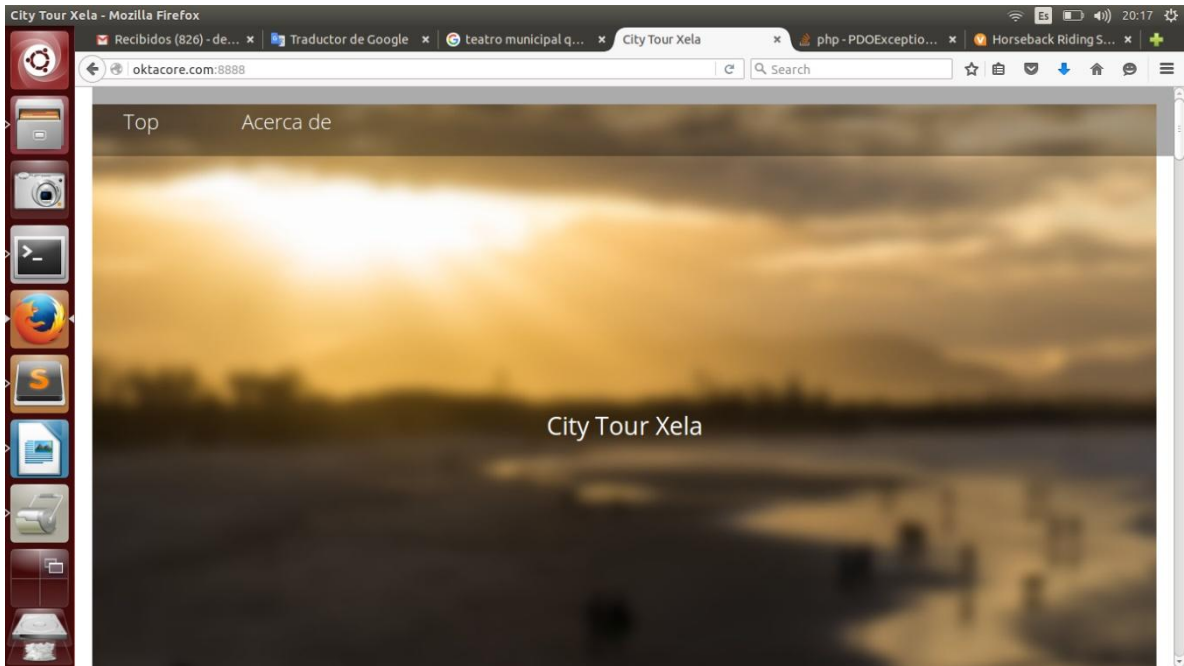 City Tour Xela - Mozilla Firefox
Es
20:17
Recibidos (826) - de...
Traductor de Google
teatro municipal q...
City Tour Xela
php - PDOExceptio...
Horseback Riding S...
oktacore.com:8888
Search
Top
Acerca de
City Tour Xela